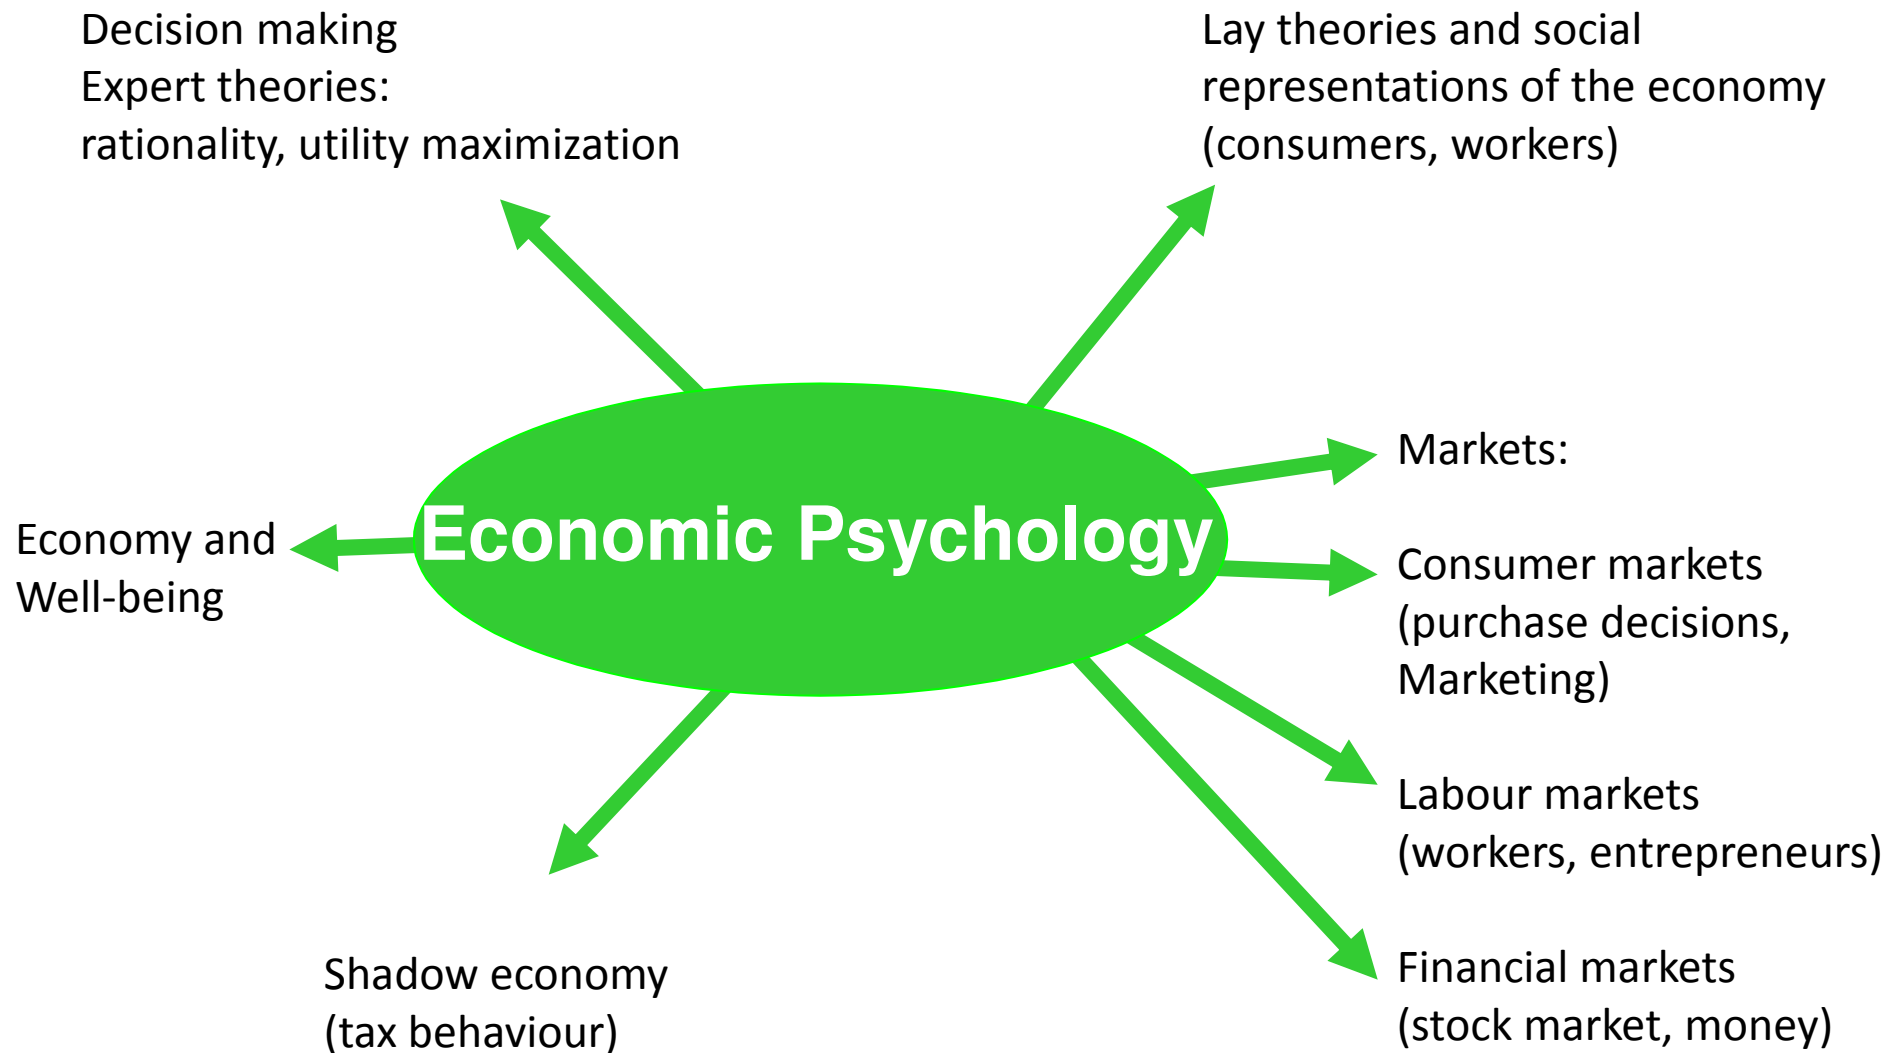 Decision making
Expert theories:
rationality, utility maximization
Lay theories and social
representations of the economy
(consumers, workers)
Markets:
Economic Psychology
Economy and
Well-being
Consumer markets
(purchase decisions,
Marketing)
Labour markets
(workers, entrepreneurs)
Shadow economy
(tax behaviour)
Financial markets
(stock market, money)